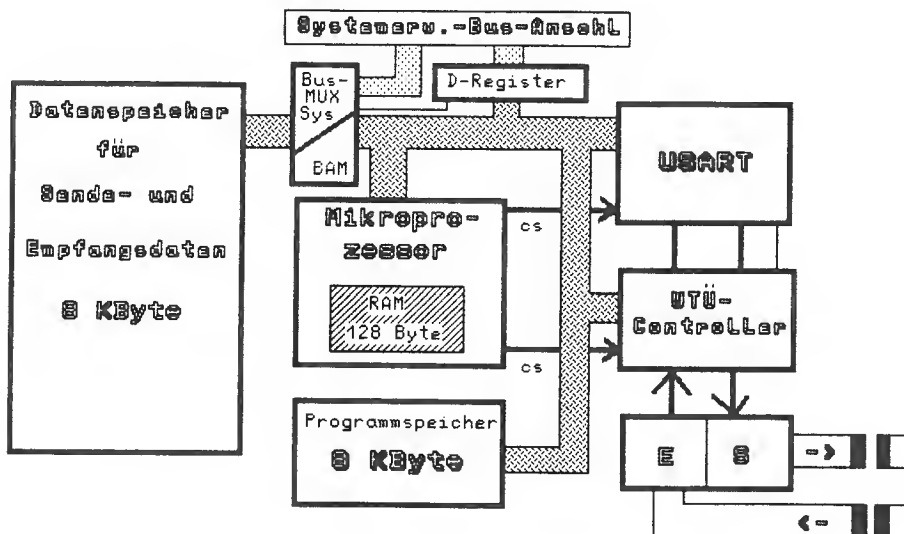 Systemerw.-Bus-Anschl
Datenspeicher
für
Sende- und
Empfangsdaten
8 KByte
Bus-
MUX
Sys
BAM
D-Register
USART
Mikropro-
zessor
RAM
128 Byte
cs
cs
UTÜ-
Controller
Programmspeicher
8 KByte
E
S
->
<-